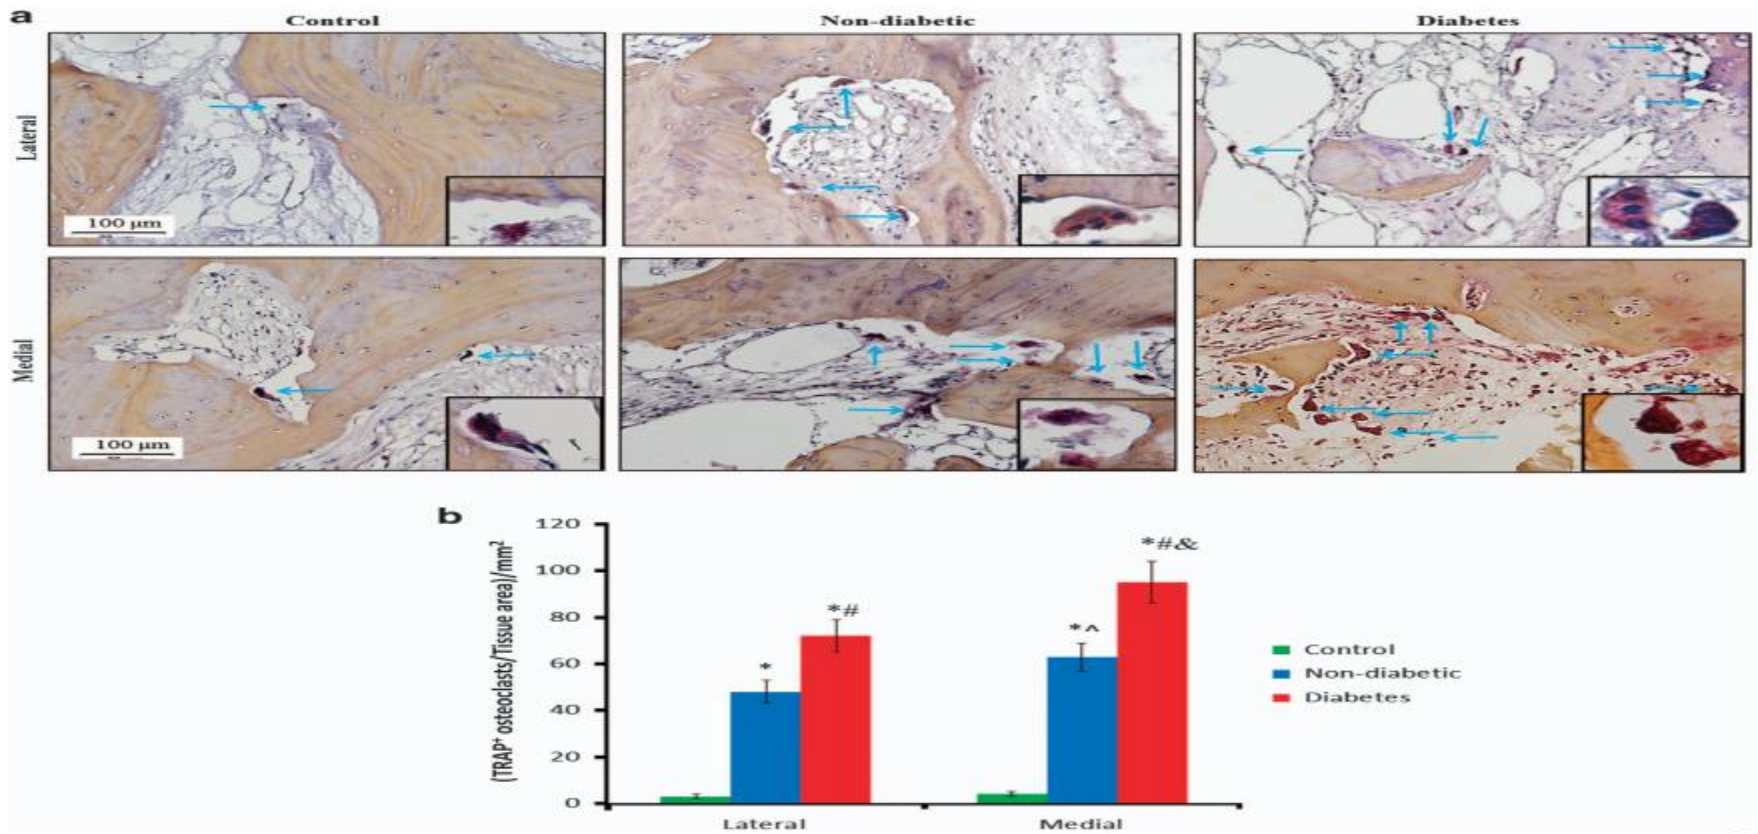 a
Control Non-diabetic Diabetes
Lateral
100 µm
Medial
100 µm
b
(TRAP⁺ osteoclasts/Tissue area)/mm²
120
100
80
60
40
20
0
*
*#
*^
*#&
Lateral Medial
Control
Non-diabetic
Diabetes